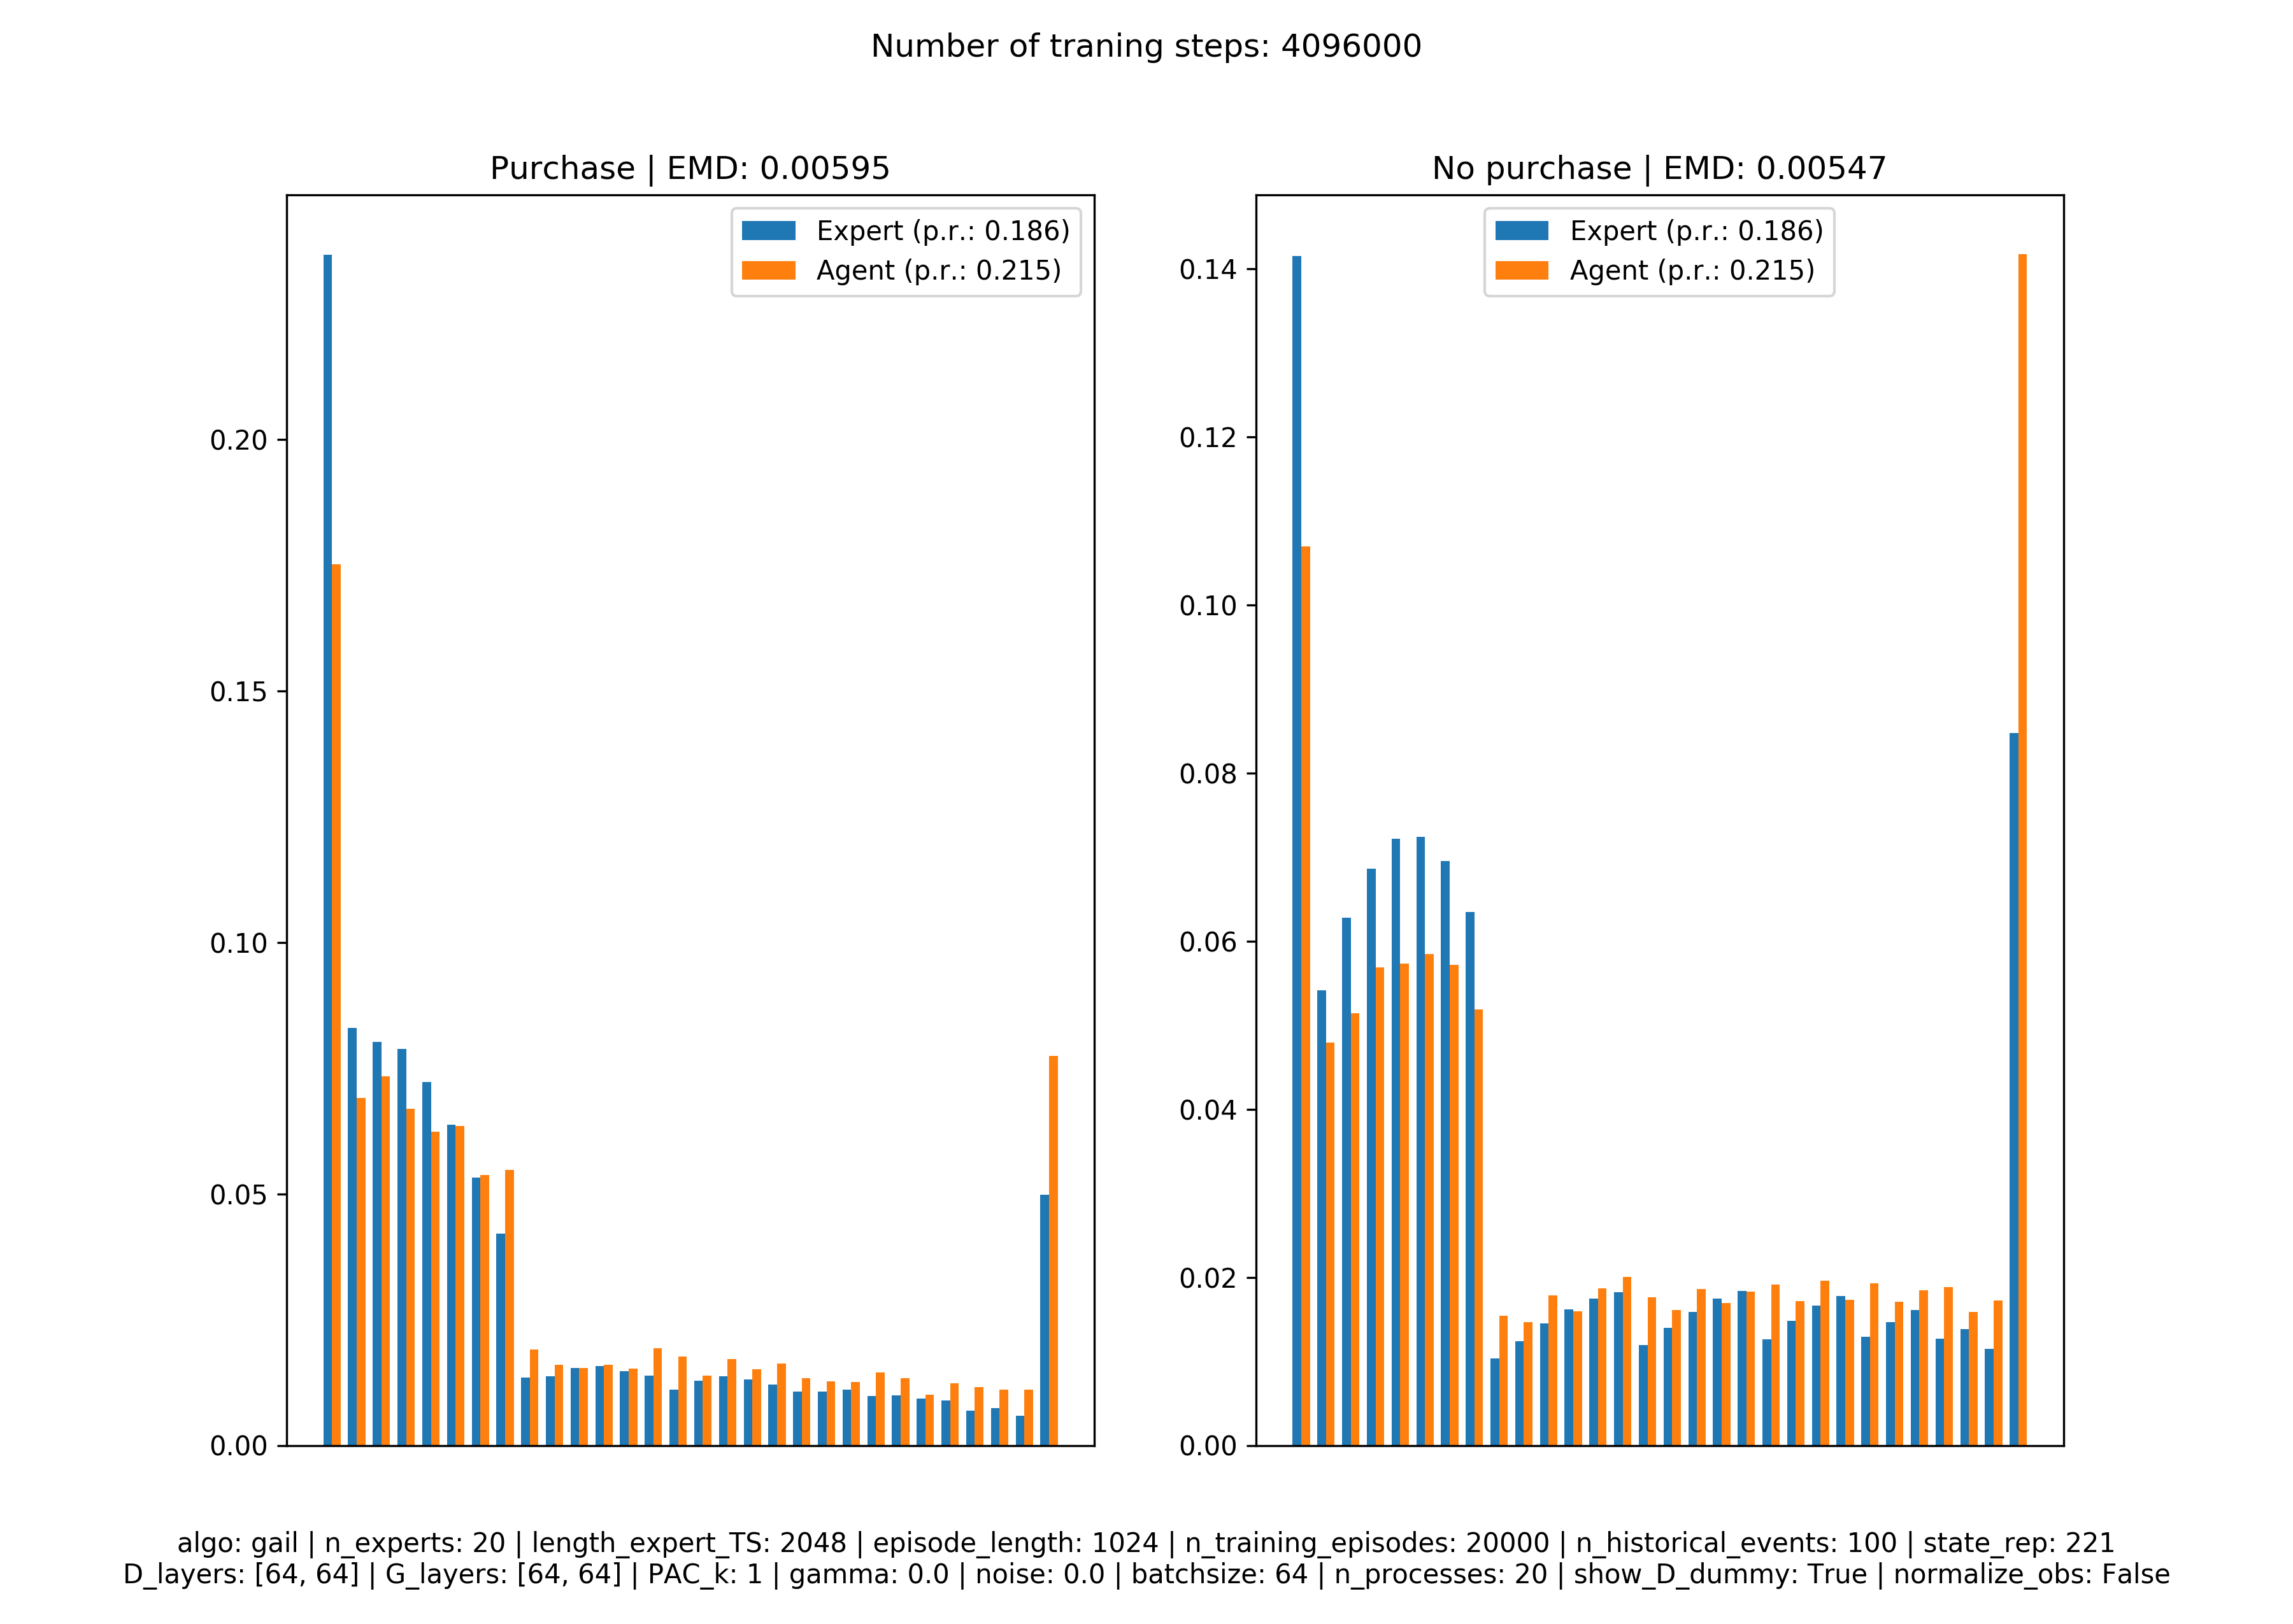 Number of traning steps: 4096000
Purchase | EMD: 0.00595
Expert (p.r.: 0.186)
Agent (p.r.: 0.215)
0.20
0.15
0.10
0.05
0.00
No purchase | EMD: 0.00547
Expert (p.r.: 0.186)
Agent (p.r.: 0.215)
0.14
0.12
0.10
0.08
0.06
0.04
0.02
0.00
algo: gail | n_experts: 20 | length_expert_TS: 2048 | episode_length: 1024 | n_training_episodes: 20000 | n_historical_events: 100 | state_rep: 221
D_layers: [64, 64] | G_layers: [64, 64] | PAC_k: 1 | gamma: 0.0 | noise: 0.0 | batchsize: 64 | n_processes: 20 | show_D_dummy: True | normalize_obs: False